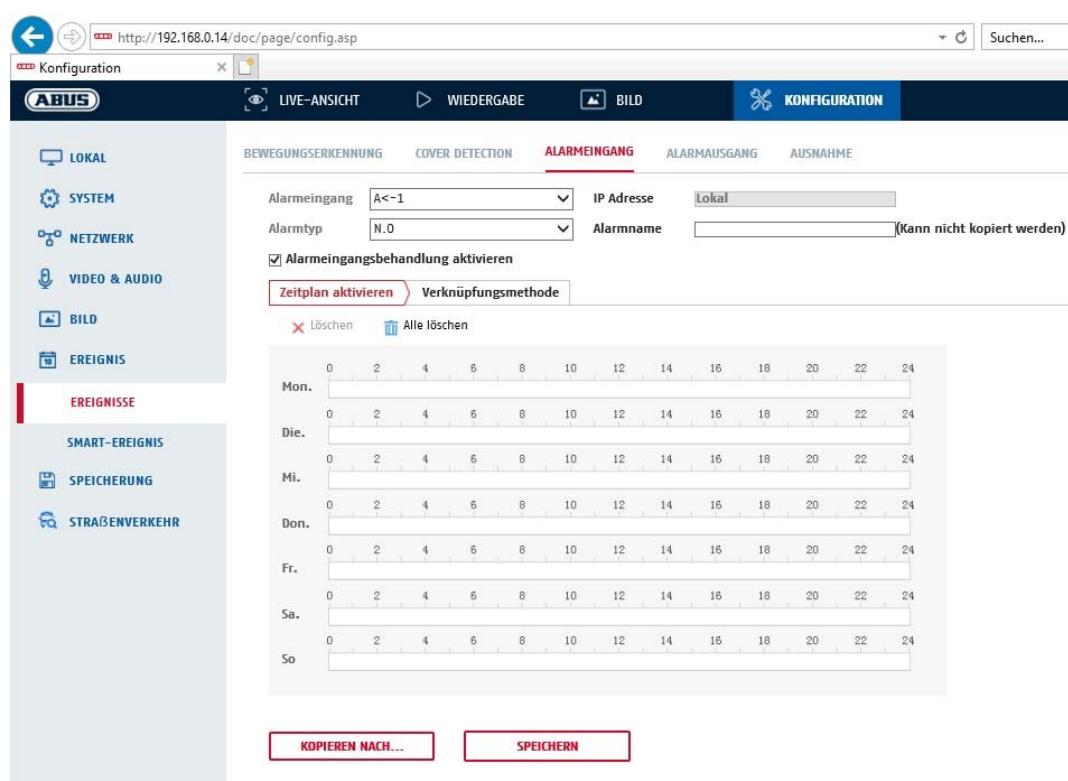 http://192.168.0.14/doc/page/config.asp
Suchen...
Konfiguration
ABUS
LIVE-ANSICHT WIEDERGABE BILD KONFIGURATION
LOKAL
SYSTEM
NETZWERK
VIDEO & AUDIO
BILD
EREIGNIS
EREIGNISSE
SMART-EREIGNIS
SPEICHERUNG
STRAßENVERKEHR
BEWEGUNGSERKENNUNG COVER DETECTION ALARMEINGANG ALARMAUSGANG AUSNAHME
Alarmeingang A<-1 IP Adresse Lokal
Alarmtyp N.O Alarmname (Kann nicht kopiert werden)
Alarmeingangsbehandlung aktivieren
Zeitplan aktivieren Verknüpfungsmethode
Löschen Alle löschen
0 2 4 6 8 10 12 14 16 18 20 22 24
Mon.
0 2 4 6 8 10 12 14 16 18 20 22 24
Die.
0 2 4 6 8 10 12 14 16 18 20 22 24
Mi.
0 2 4 6 8 10 12 14 16 18 20 22 24
Don.
0 2 4 6 8 10 12 14 16 18 20 22 24
Fr.
0 2 4 6 8 10 12 14 16 18 20 22 24
Sa.
0 2 4 6 8 10 12 14 16 18 20 22 24
So
KOPIEREN NACH... SPEICHERN